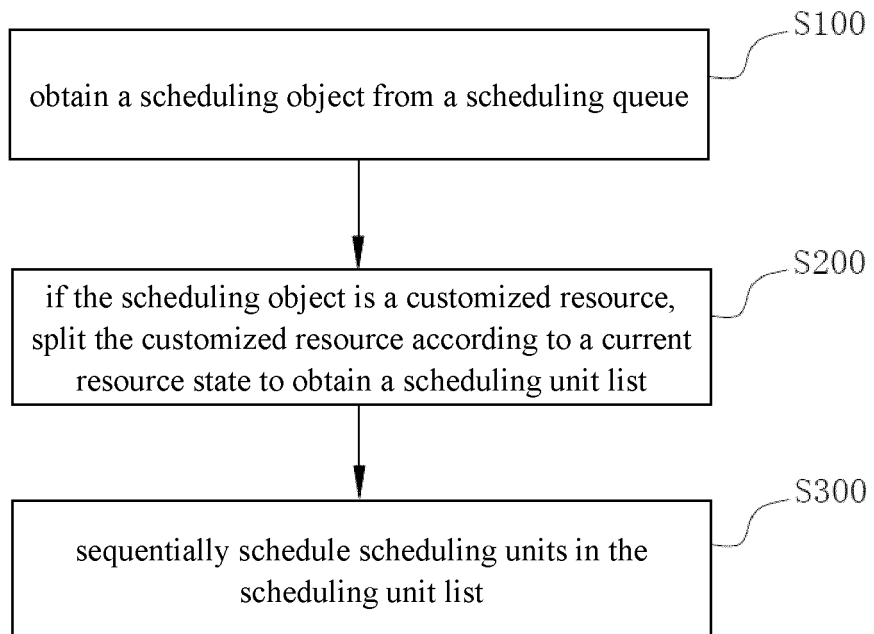 S100
obtain a scheduling object from a scheduling queue
S200
if the scheduling object is a customized resource,
split the customized resource according to a current
resource state to obtain a scheduling unit list
S300
sequentially schedule scheduling units in the
scheduling unit list